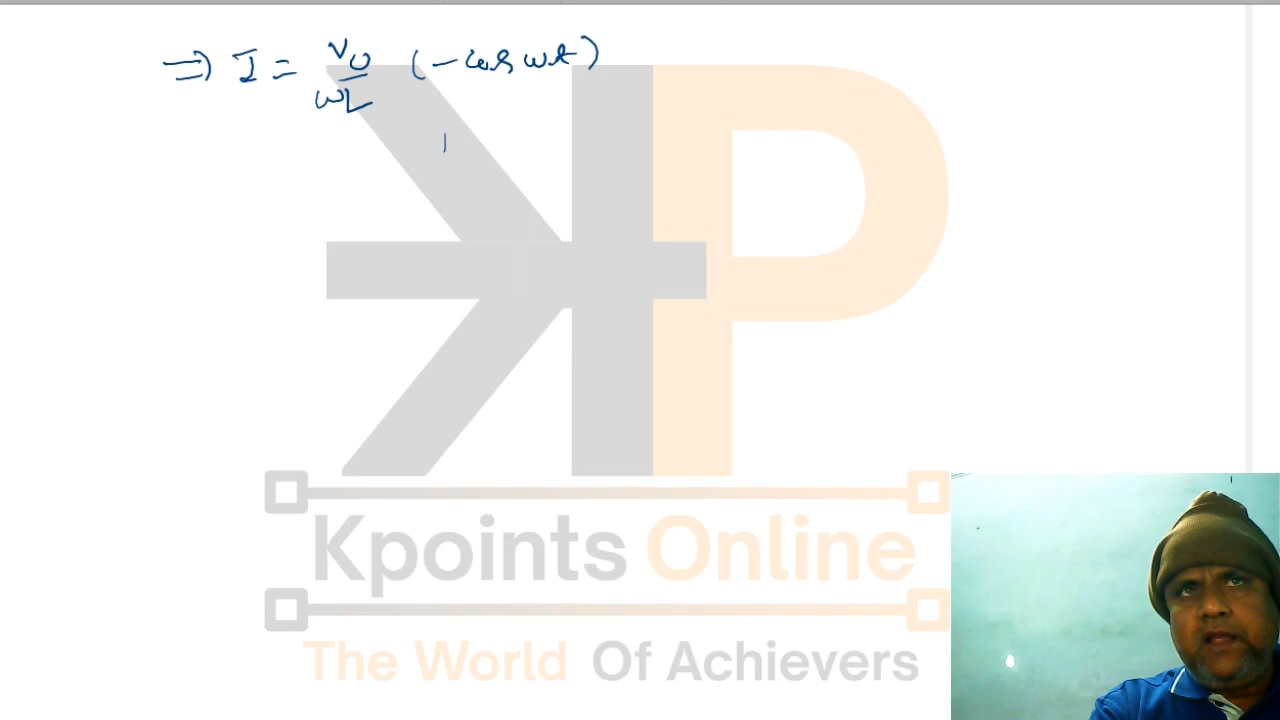 ⇒ I = V₀/ωL (- cos ωt)
Kpoints Online
The World Of Achievers